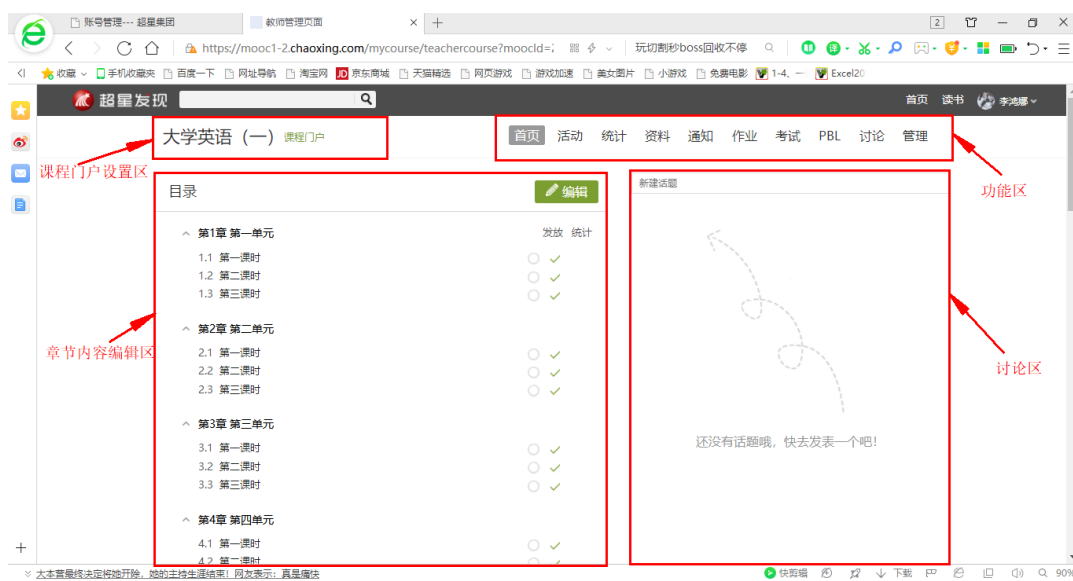 账号管理--- 超星集团
教师管理页面
2
https://mooc1-2.chaoxing.com/mycourse/teachercourse?moocId=
玩切割秒boss回收不停
收藏 手机收藏夹 百度一下 网址导航 淘宝网 JD 京东商城 天猫精选 网页游戏 游戏加速 美女图片 小游戏 免费电影 1-4. 一 Excel20
超星发现
首页 读书 李鸿娜
大学英语（一） 课程门户
首页 活动 统计 资料 通知 作业 考试 PBL 讨论 管理
课程门户设置区
功能区
目录
编辑
新建话题
第1章 第一单元
发放 统计
1.1 第一课时
1.2 第二课时
1.3 第三课时
第2章 第二单元
2.1 第一课时
2.2 第二课时
2.3 第三课时
章节内容编辑区
讨论区
第3章 第三单元
3.1 第一课时
3.2 第二课时
3.3 第三课时
还没有话题哦，快去发表一个吧！
第4章 第四单元
4.1 第一课时
4.2 第二课时
大本营最终决定将她开除，她的主持生涯结束！网友表示：真是痛快
快剪辑 下载 90%